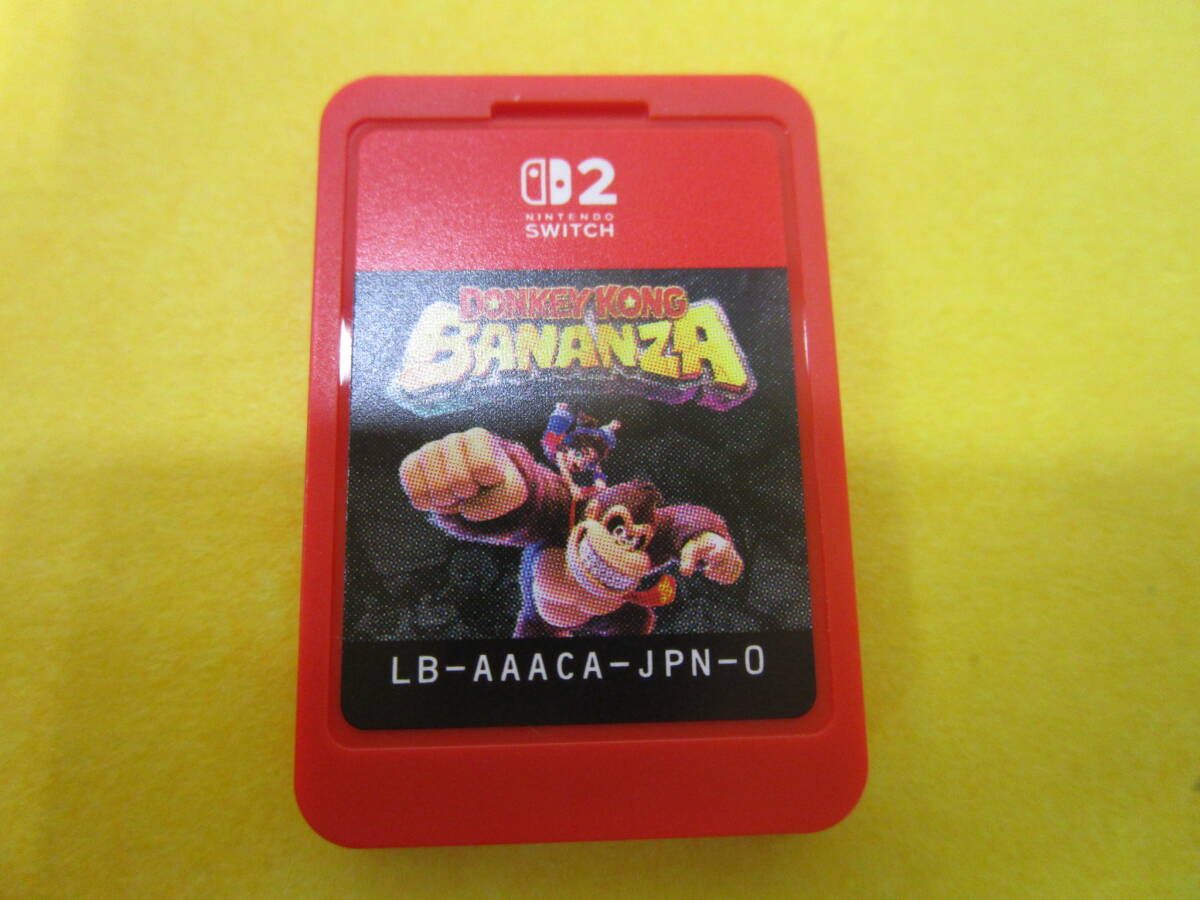 2
NINTENDO
SWITCH
DONKEY KONG
BANANZA
LB-AAACA-JPN-0